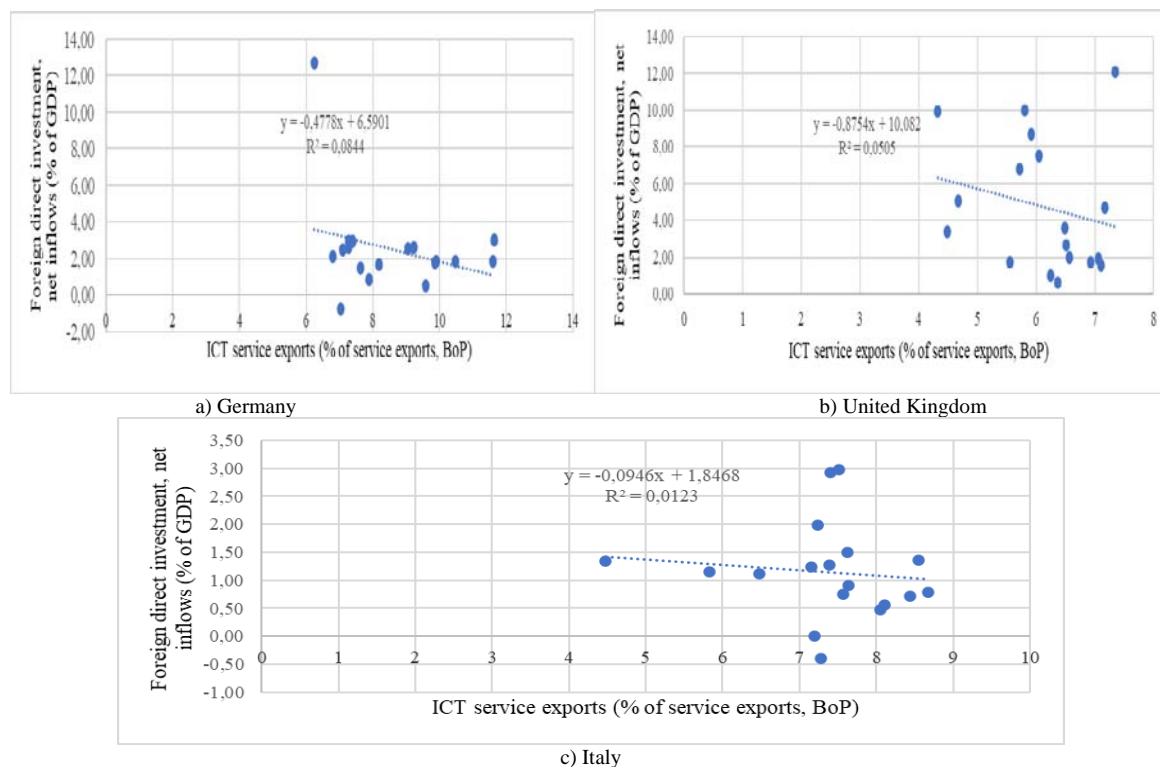 Foreign direct investment,
net inflows (% of GDP)
14,00
12,00
10,00
8,00
6,00
4,00
2,00
0,00
-2,00
y = -0,4778x + 6,5901
R² = 0,0844
0 2 4 6 8 10 12 14
ICT service exports (% of service exports, BoP)
a) Germany
Foreign direct investment, net
inflows (% of GDP)
14,00
12,00
10,00
8,00
6,00
4,00
2,00
0,00
y = -0,8754x + 10,082
R² = 0,0505
0 1 2 3 4 5 6 7 8
ICT service exports (% of service exports, BoP)
b) United Kingdom
Foreign direct investment, net
inflows (% of GDP)
3,50
3,00
2,50
2,00
1,50
1,00
0,50
0,00
-0,50
-1,00
y = -0,0946x + 1,8468
R² = 0,0123
0 1 2 3 4 5 6 7 8 9 10
ICT service exports (% of service exports, BoP)
c) Italy